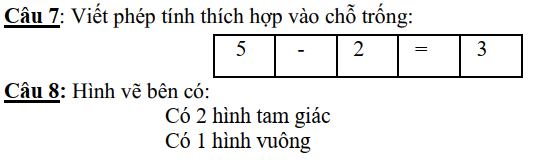 Câu 7: Viết phép tính thích hợp vào chỗ trống:
5 - 2 = 3
Câu 8: Hình vẽ bên có:
Có 2 hình tam giác
Có 1 hình vuông